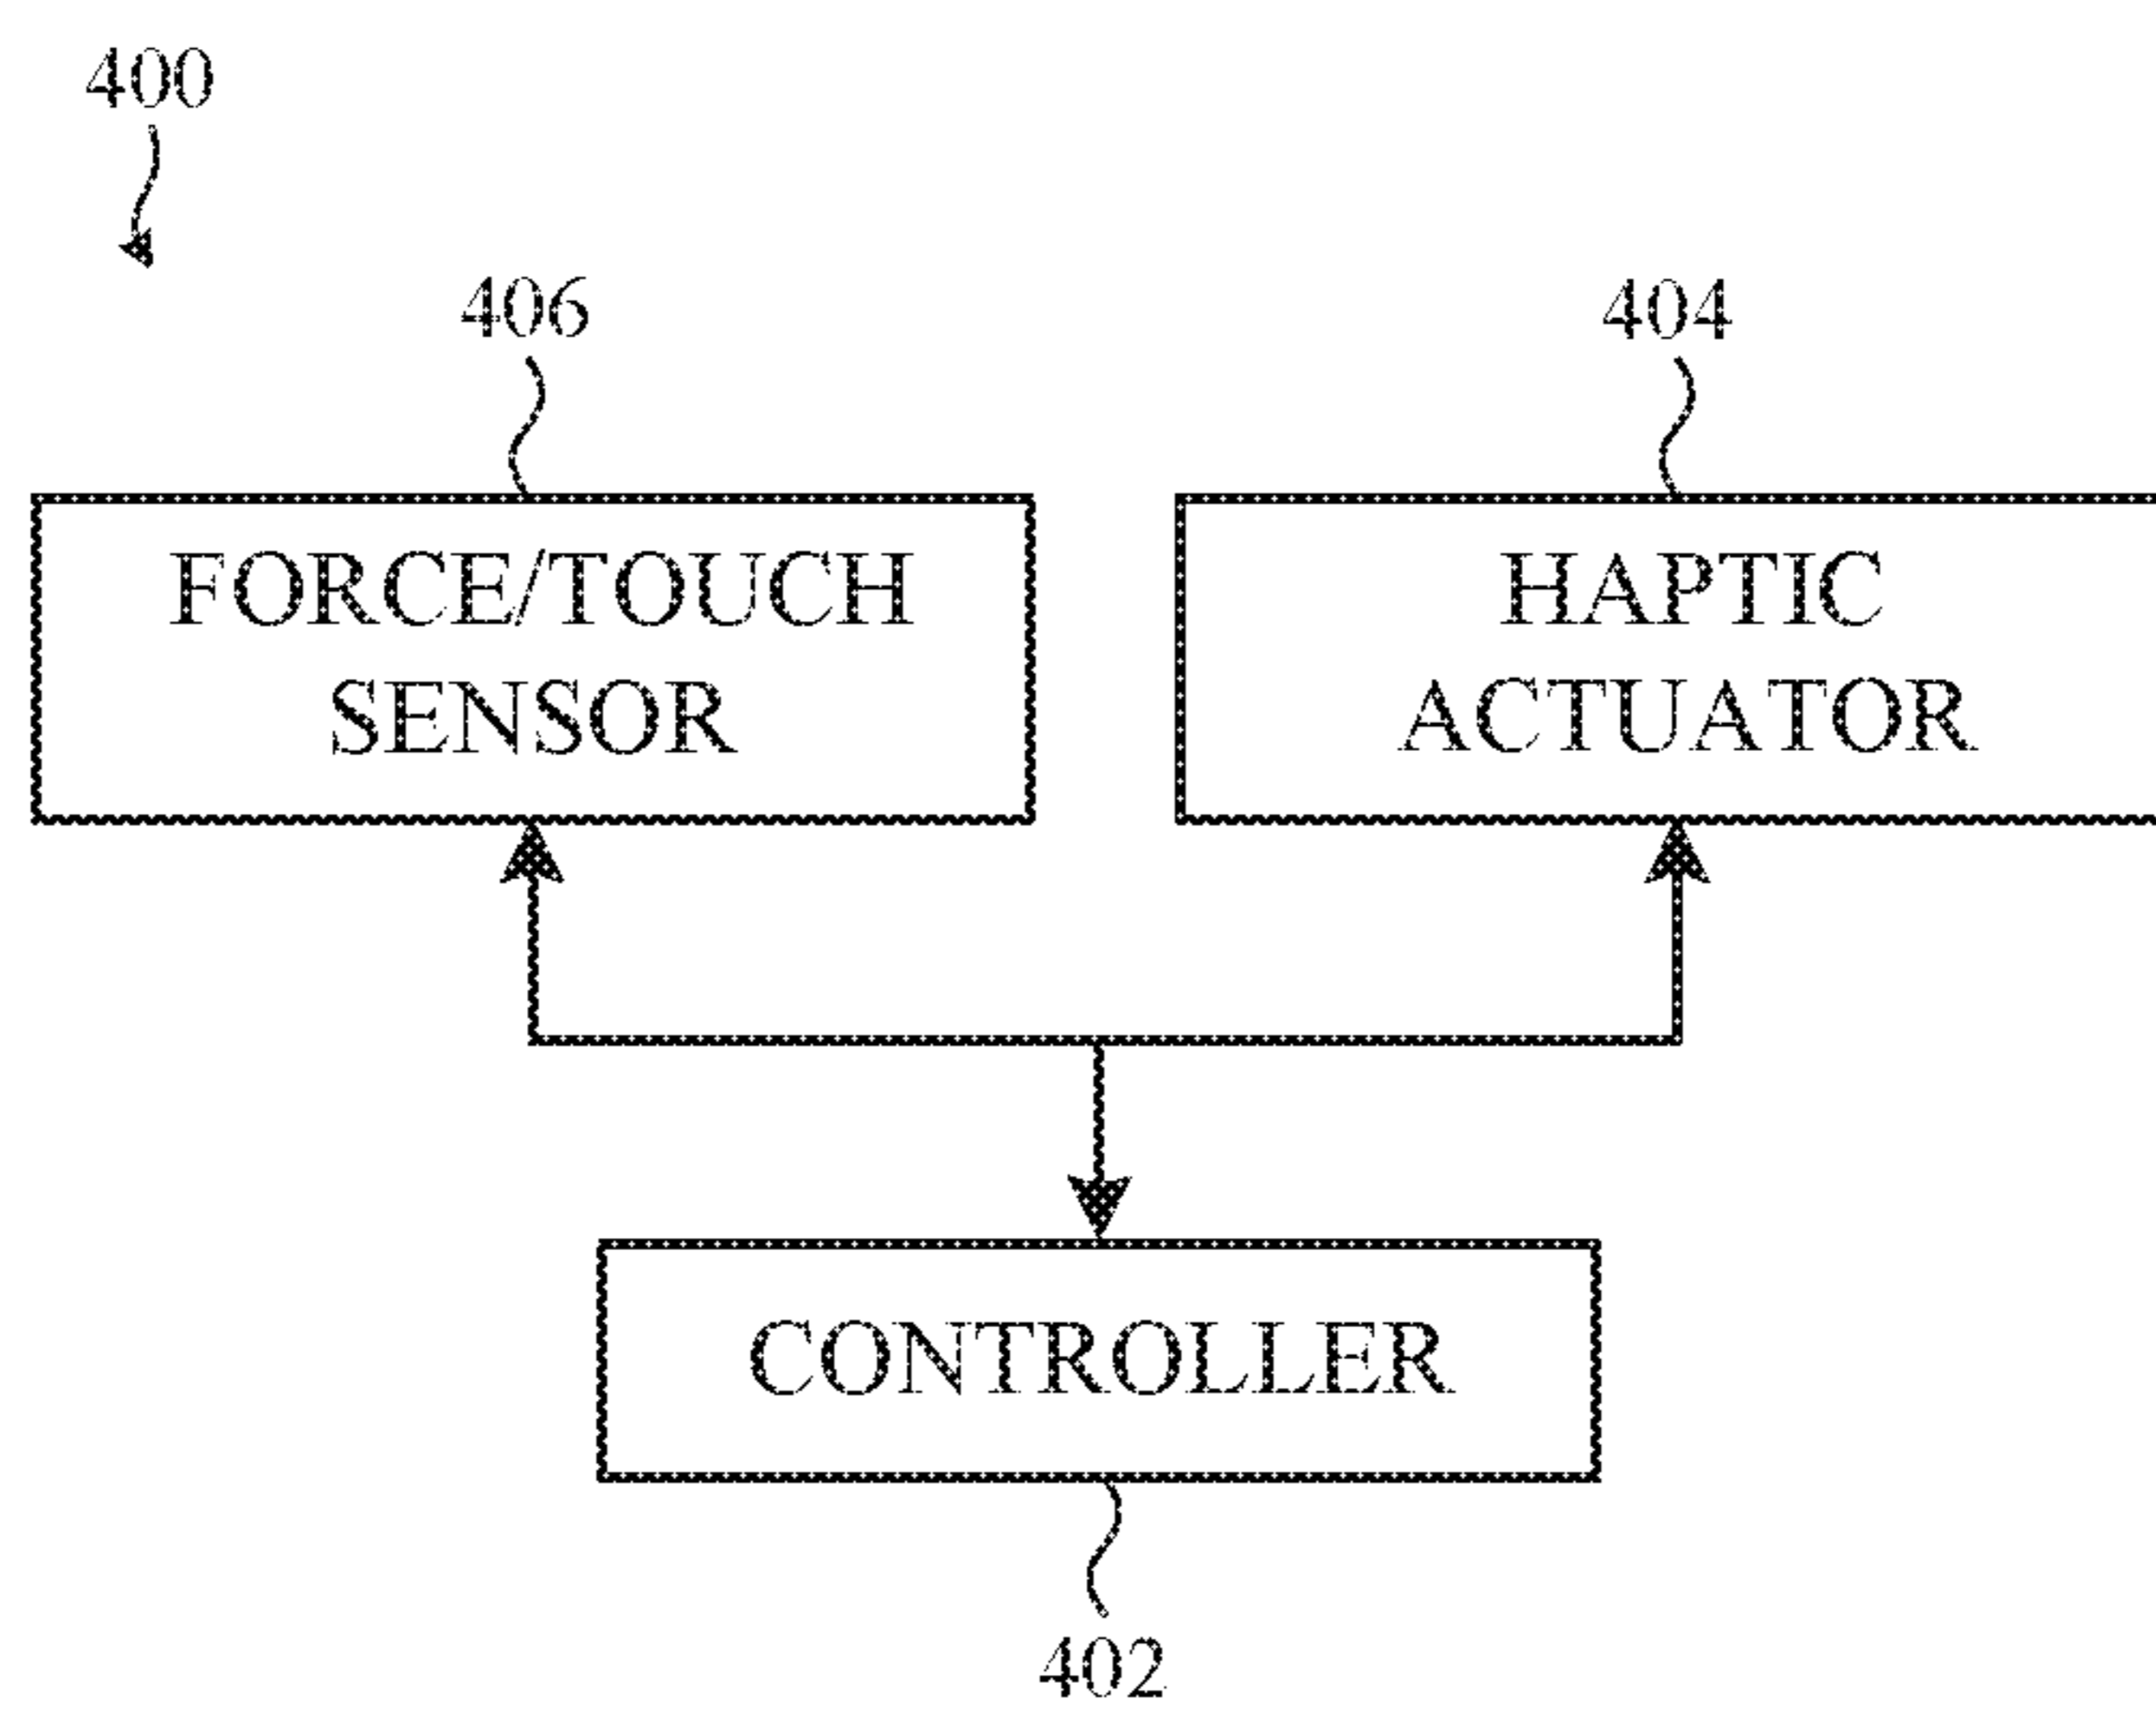 400
406
404
FORCE/TOUCH
SENSOR
HAPTIC
ACTUATOR
CONTROLLER
402